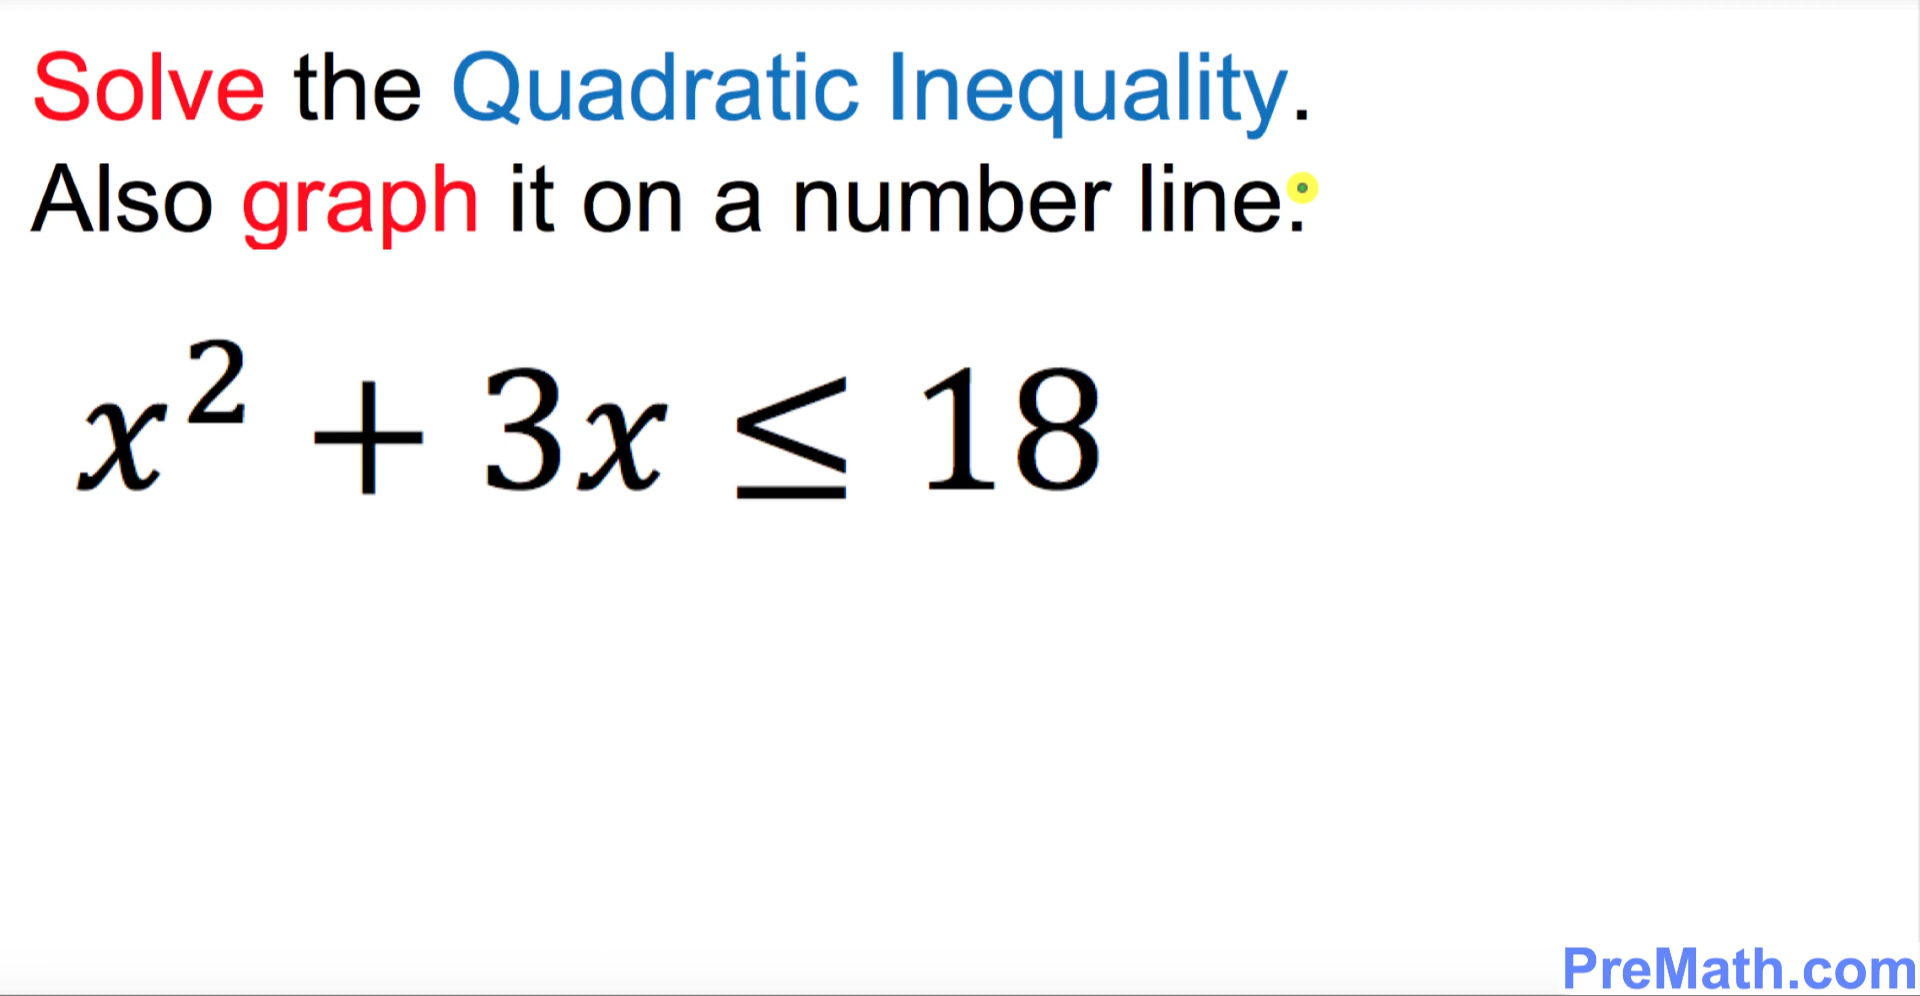 Solve the Quadratic Inequality.
Also graph it on a number line.
x² + 3x ≤ 18
PreMath.com